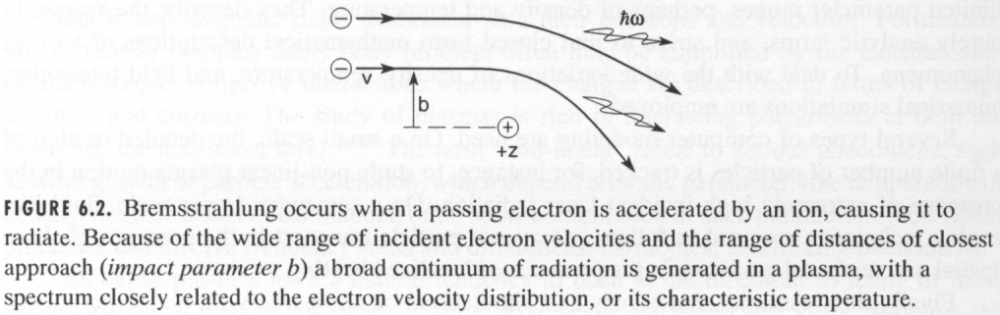 ħω
v
b
+z
FIGURE 6.2. Bremsstrahlung occurs when a passing electron is accelerated by an ion, causing it to
radiate. Because of the wide range of incident electron velocities and the range of distances of closest
approach (impact parameter b) a broad continuum of radiation is generated in a plasma, with a
spectrum closely related to the electron velocity distribution, or its characteristic temperature.